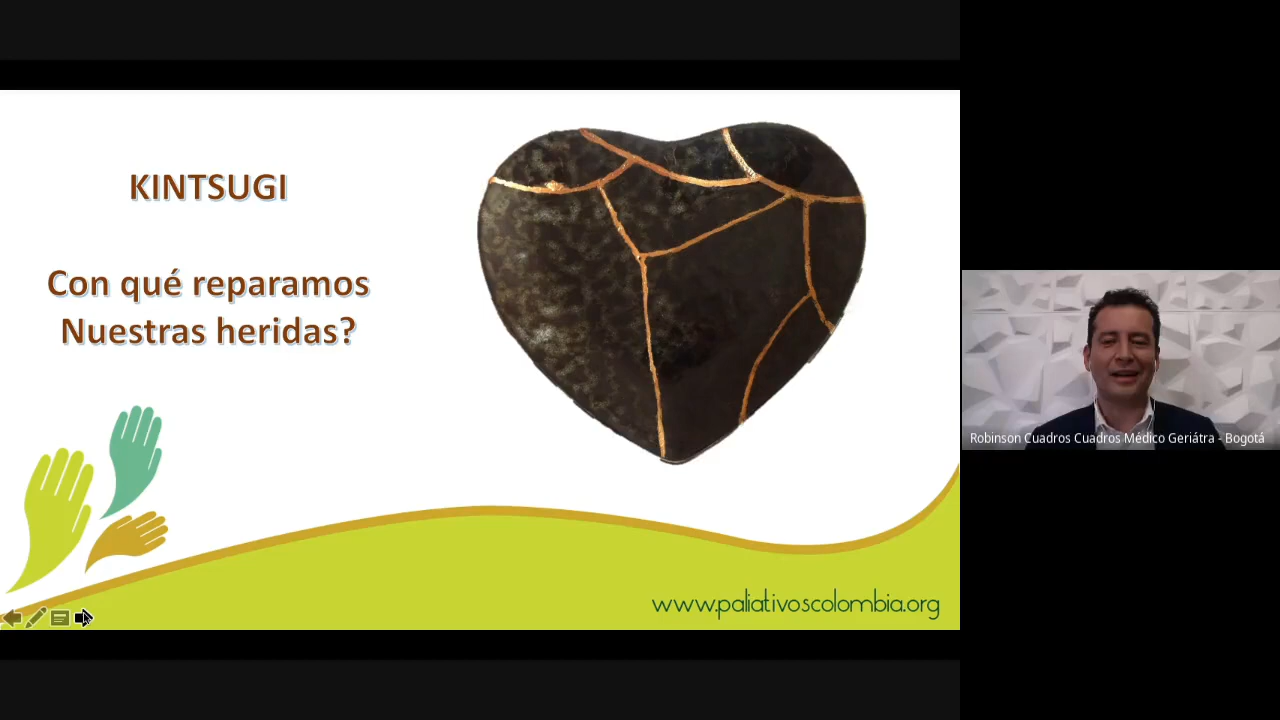 KINTSUGI
Con qué reparamos
Nuestras heridas?
www.paliativoscolombia.org
Robinson Cuadros Cuadros Médico Geriátra - Bogotá